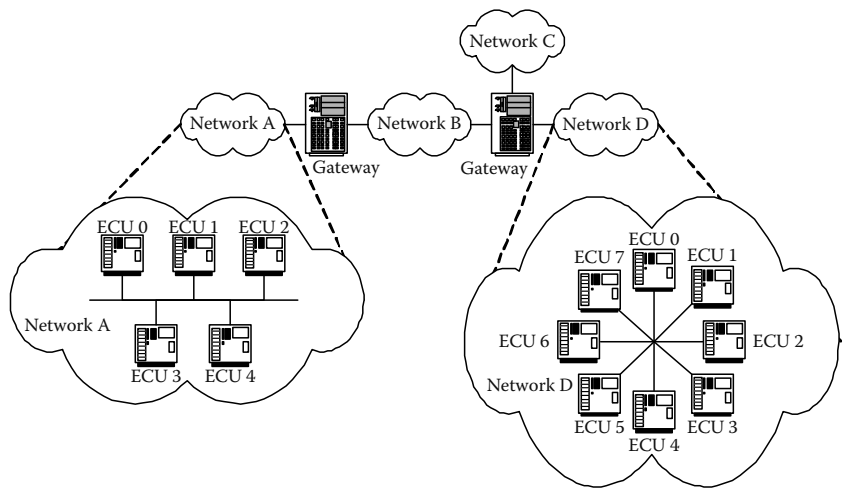 Network C
Network A
Network B
Network D
Gateway
Gateway
ECU 0
ECU 1
ECU 2
Network A
ECU 3
ECU 4
ECU 0
ECU 7
ECU 1
ECU 6
ECU 2
Network D
ECU 5
ECU 3
ECU 4